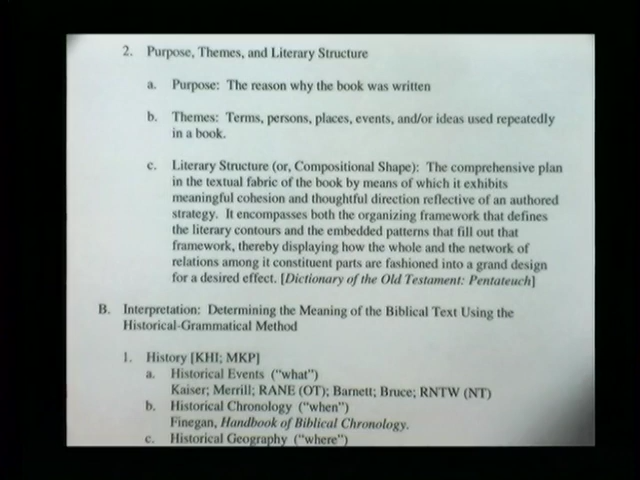 2. Purpose, Themes, and Literary Structure
a. Purpose: The reason why the book was written
b. Themes: Terms, persons, places, events, and/or ideas used repeatedly
in a book.
c. Literary Structure (or, Compositional Shape): The comprehensive plan
in the textual fabric of the book by means of which it exhibits
meaningful cohesion and thoughtful direction reflective of an authored
strategy. It encompasses both the organizing framework that defines
the literary contours and the embedded patterns that fill out that
framework, thereby displaying how the whole and the network of
relations among it constituent parts are fashioned into a grand design
for a desired effect. [Dictionary of the Old Testament: Pentateuch]
B. Interpretation: Determining the Meaning of the Biblical Text Using the
Historical-Grammatical Method
1. History [KHI; MKP]
a. Historical Events ("what")
Kaiser; Merrill; RANE (OT); Barnett; Bruce; RNTW (NT)
b. Historical Chronology ("when")
Finegan, Handbook of Biblical Chronology.
c. Historical Geography ("where")